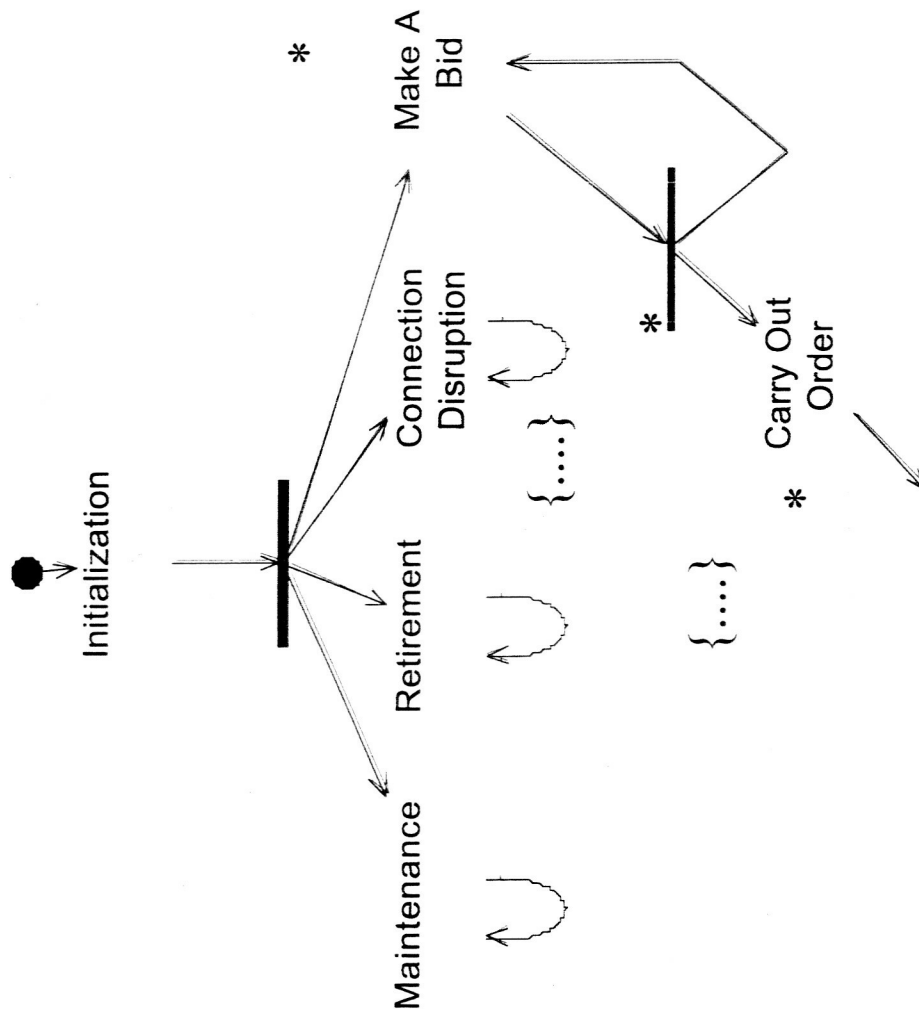 Initialization
*
Maintenance
Retirement
Connection
Disruption
Make A
Bid
{....}
*
{....}
*
Carry Out
Order